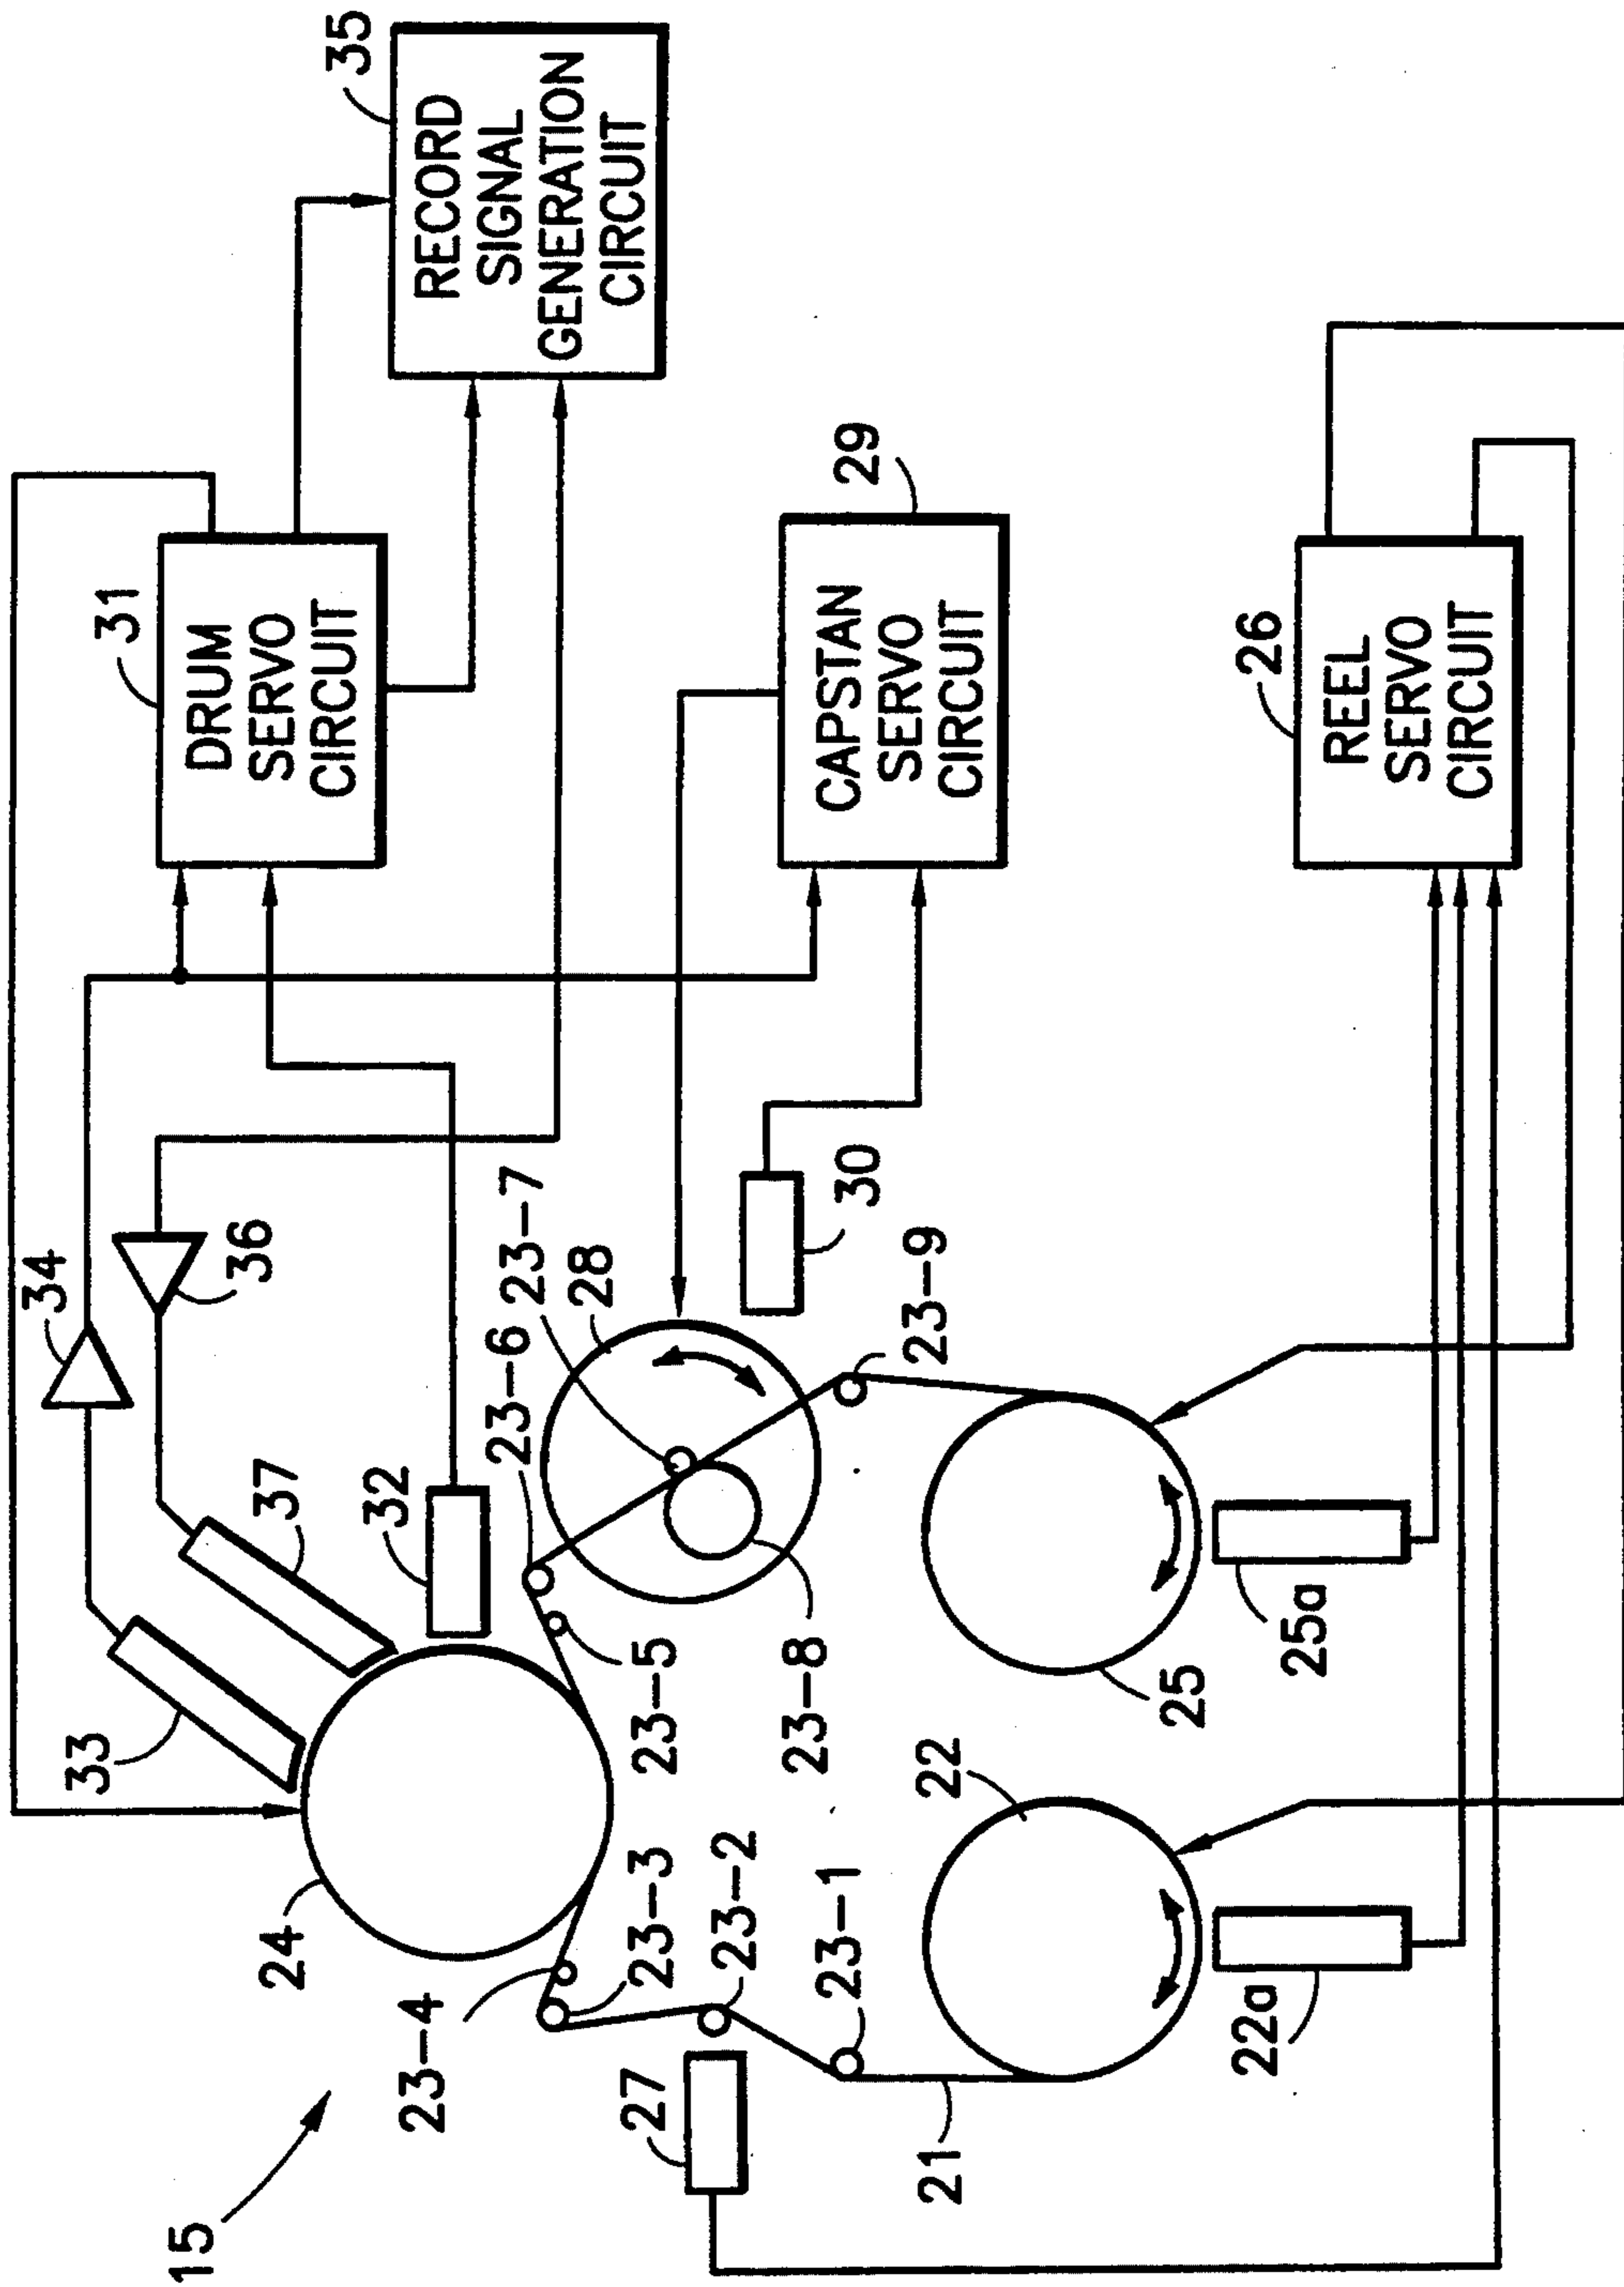 15
33
34
37
36
31
DRUM
SERVO
CIRCUIT
35
RECORD
SIGNAL
GENERATION
CIRCUIT
24
32
23-4
23-3
23-5
23-6
23-7
28
27
23-2
23-8
30
29
CAPSTAN
SERVO
CIRCUIT
23-1
23-9
21
22
25
22a
25a
26
REEL
SERVO
CIRCUIT